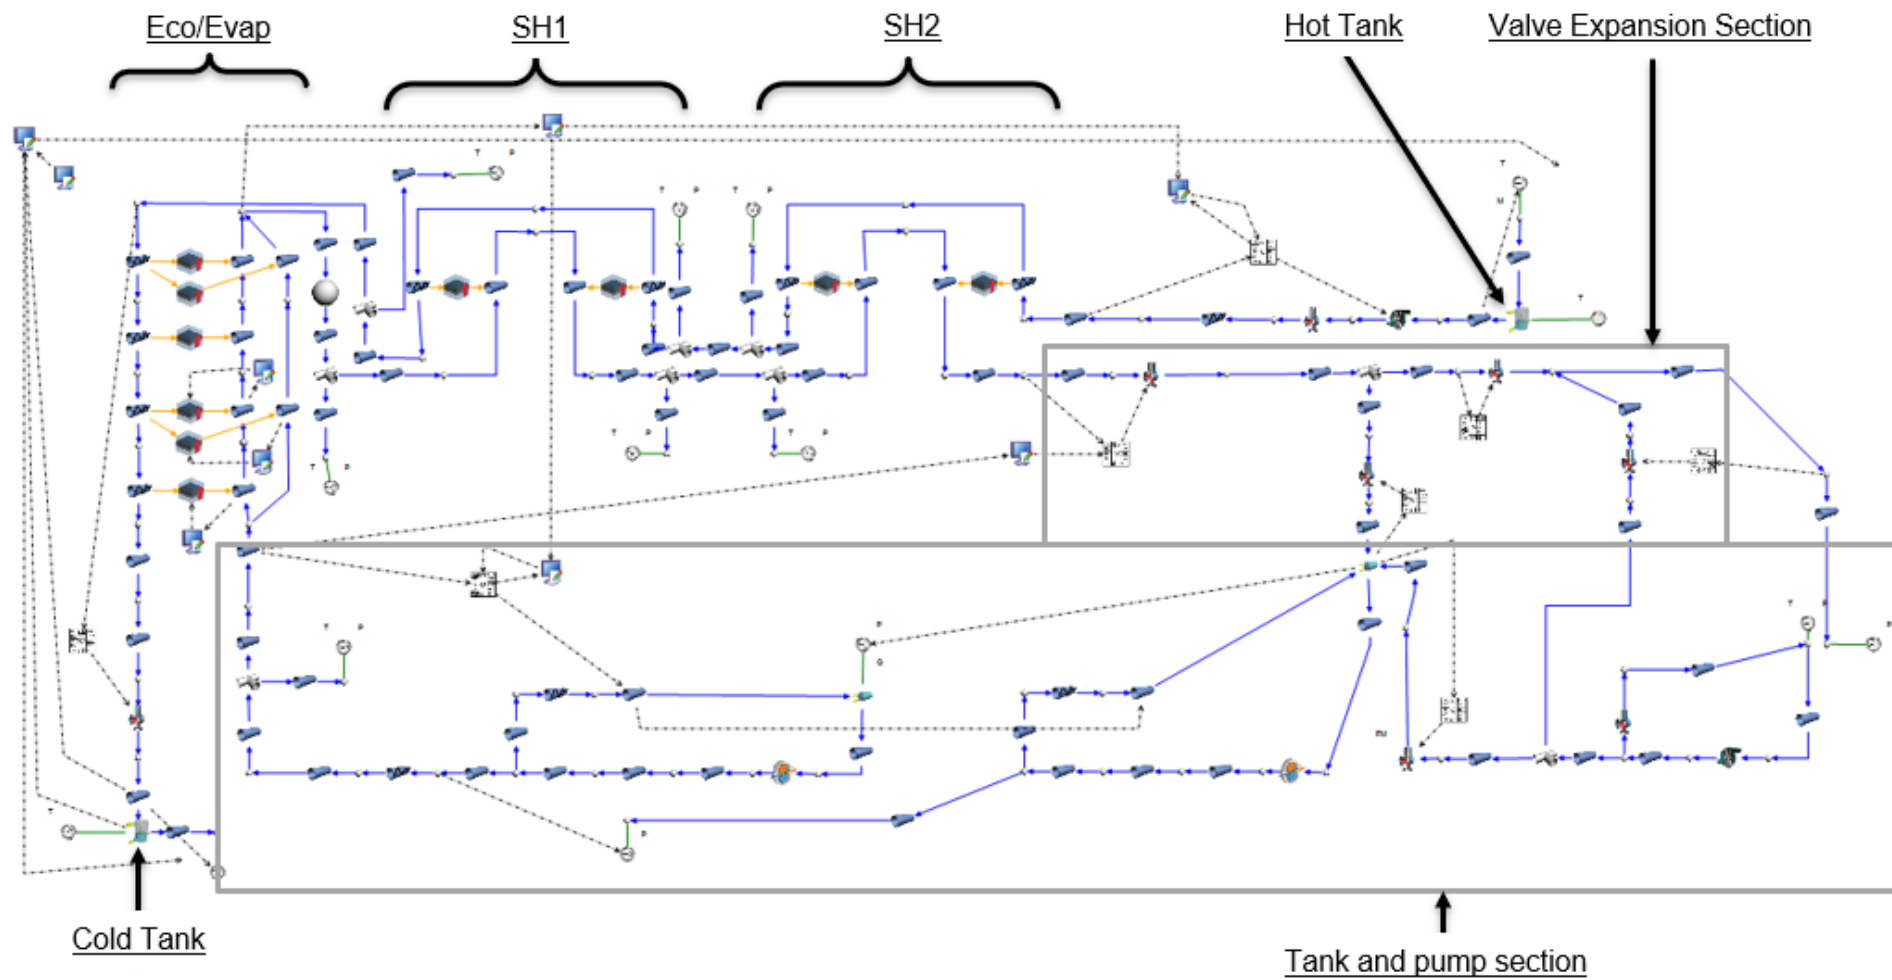 Eco/Evap
SH1
SH2
Hot Tank
Valve Expansion Section
T P
T
T P T P
M
T
T P T P
T P
T P
P
T P
P
G
T
P
Cold Tank
Tank and pump section